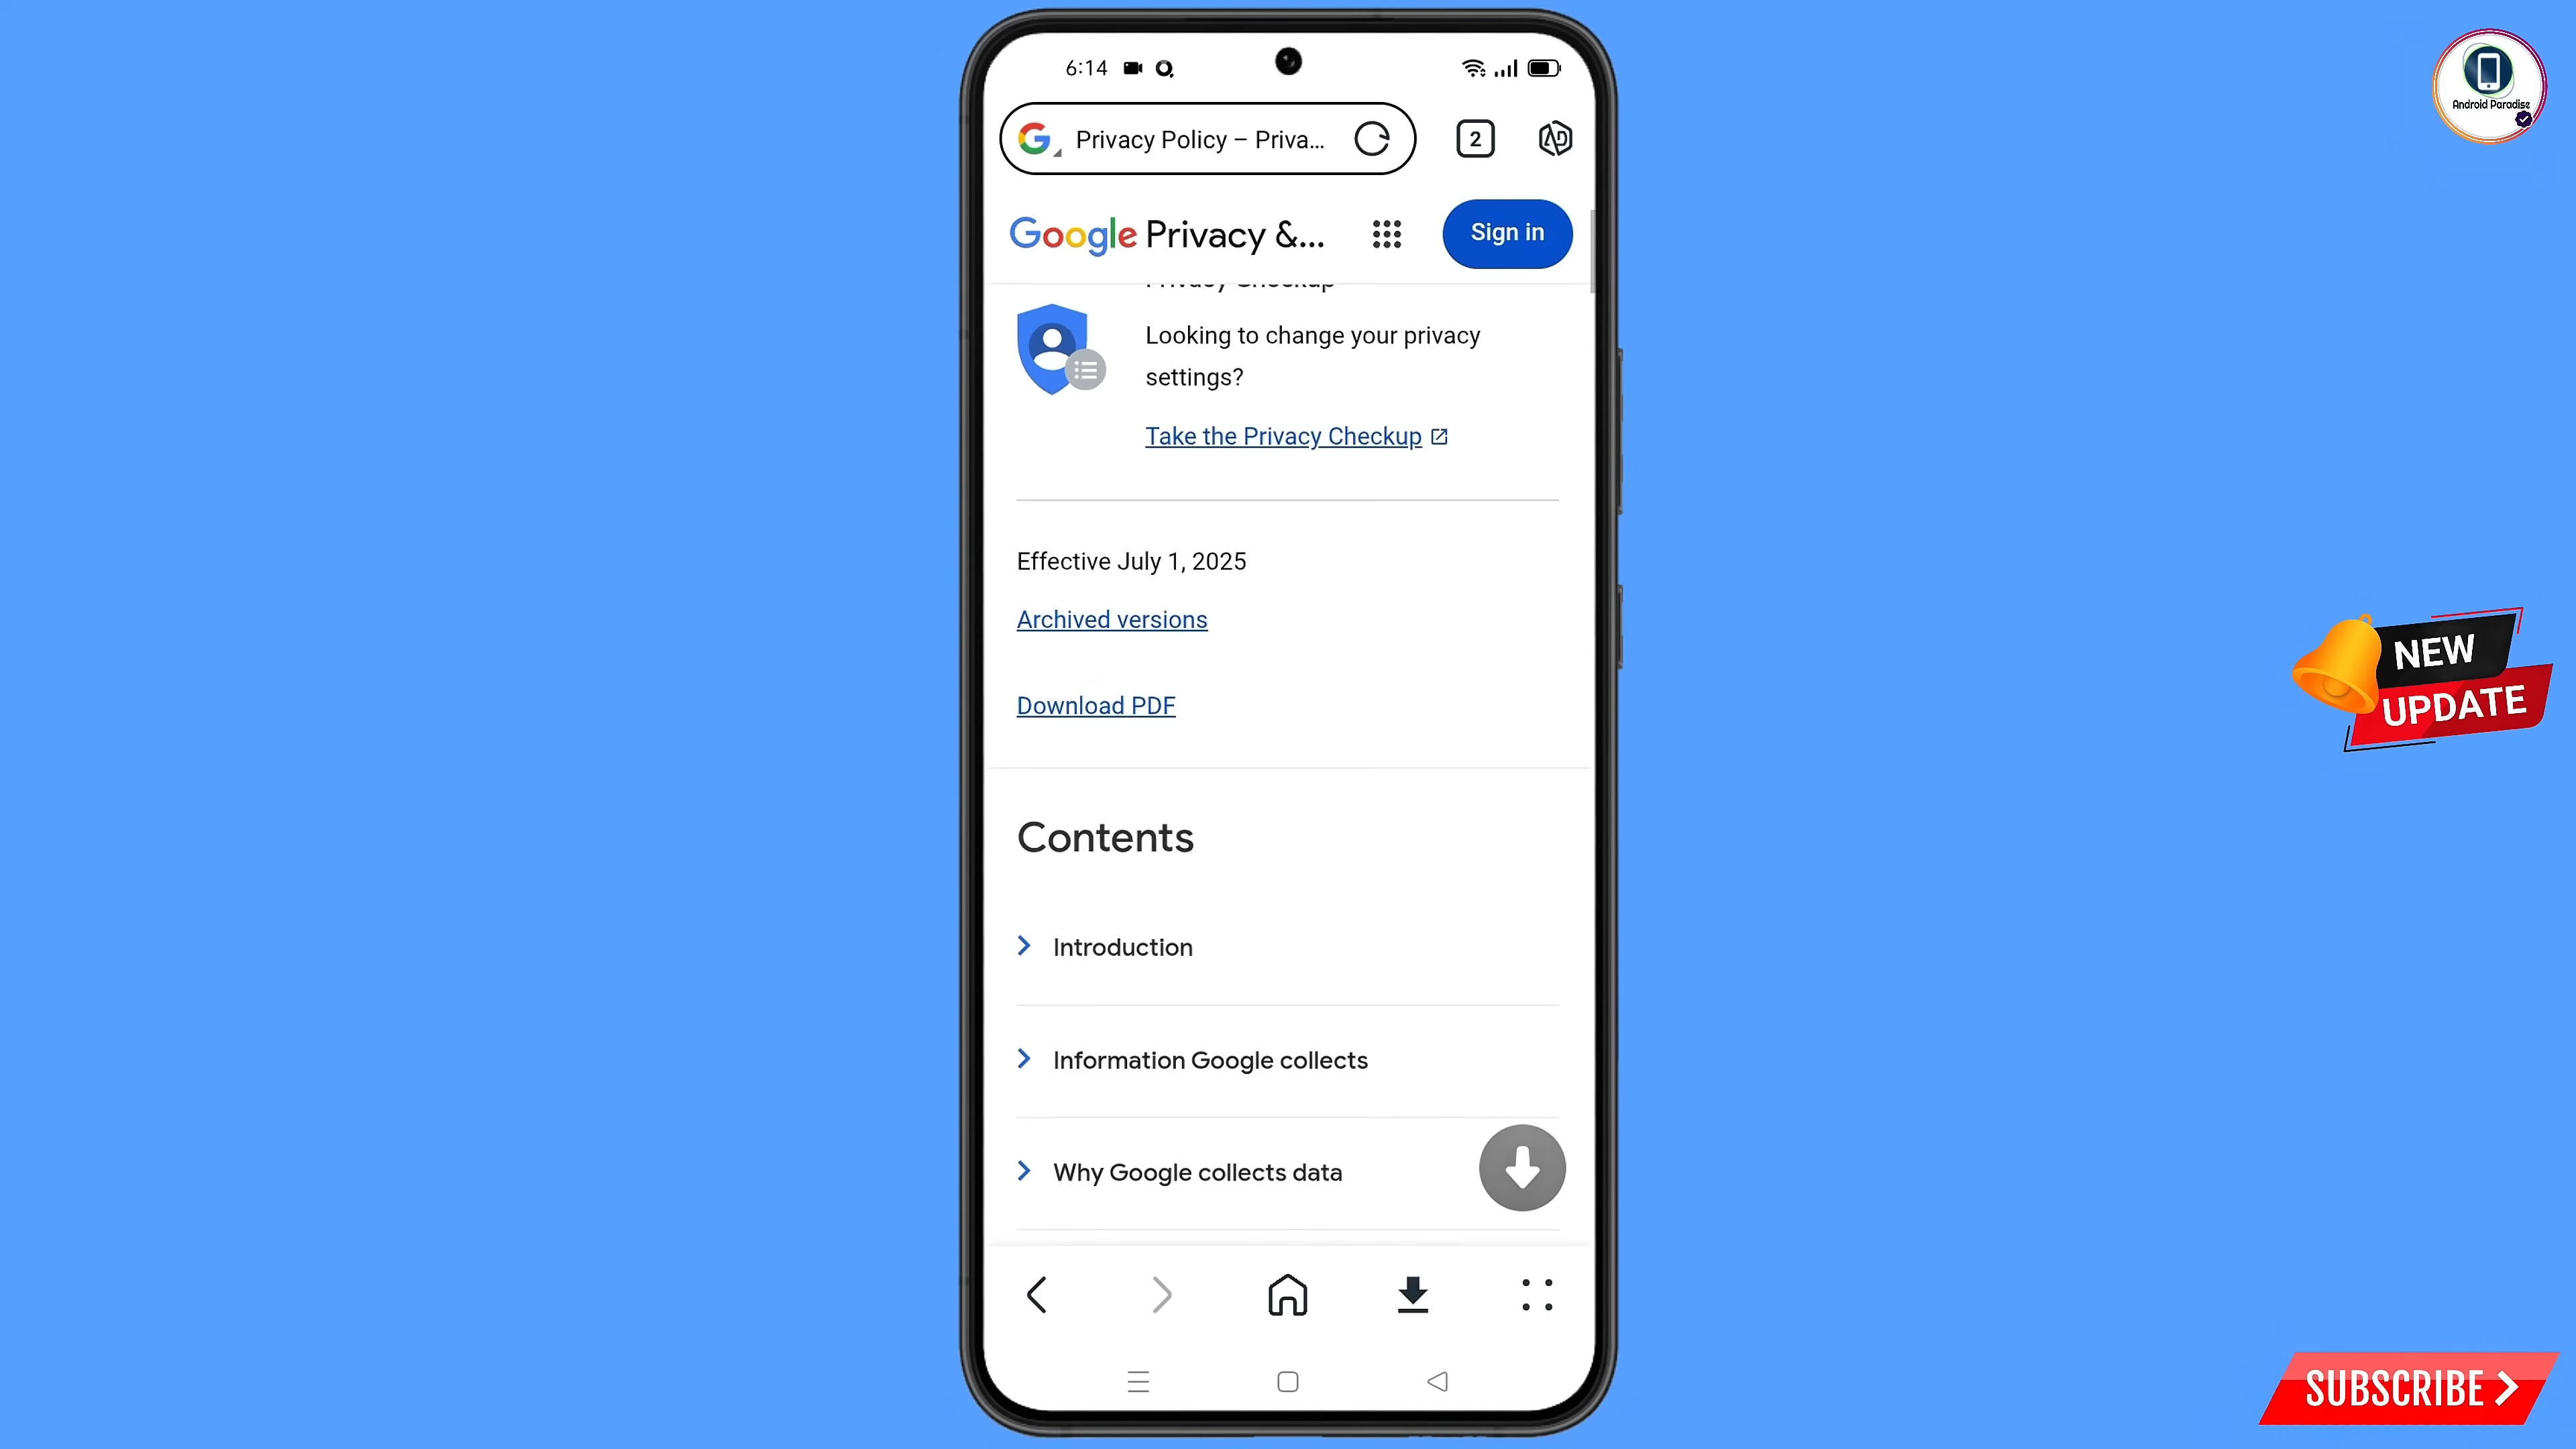 6:14
Privacy Policy – Priva...
2
Google Privacy &...
Sign in
Privacy Checkup
Looking to change your privacy
settings?
Take the Privacy Checkup
Effective July 1, 2025
Archived versions
Download PDF
Contents
Introduction
Information Google collects
Why Google collects data
Android Paradise
NEW
UPDATE
SUBSCRIBE